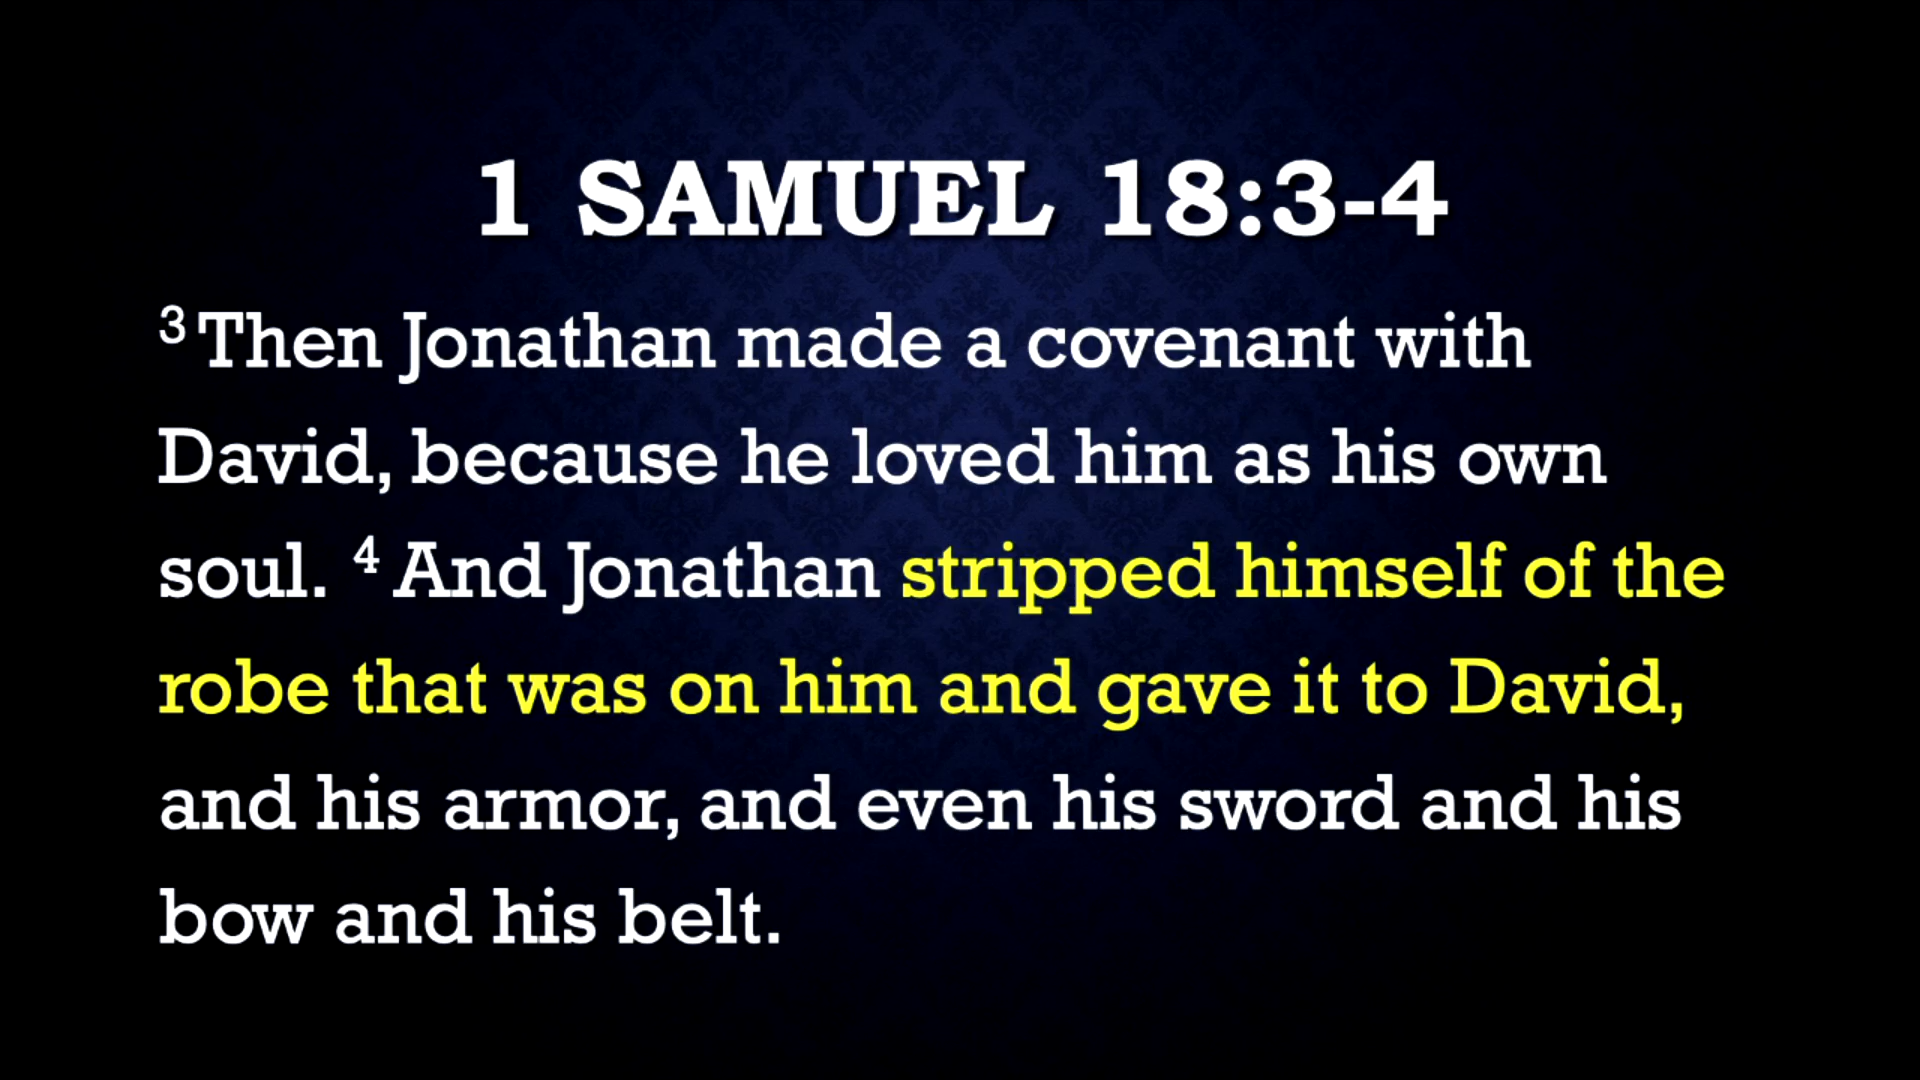 1 SAMUEL 18:3-4
³ Then Jonathan made a covenant with
David, because he loved him as his own
soul. ⁴ And Jonathan stripped himself of the
robe that was on him and gave it to David,
and his armor, and even his sword and his
bow and his belt.